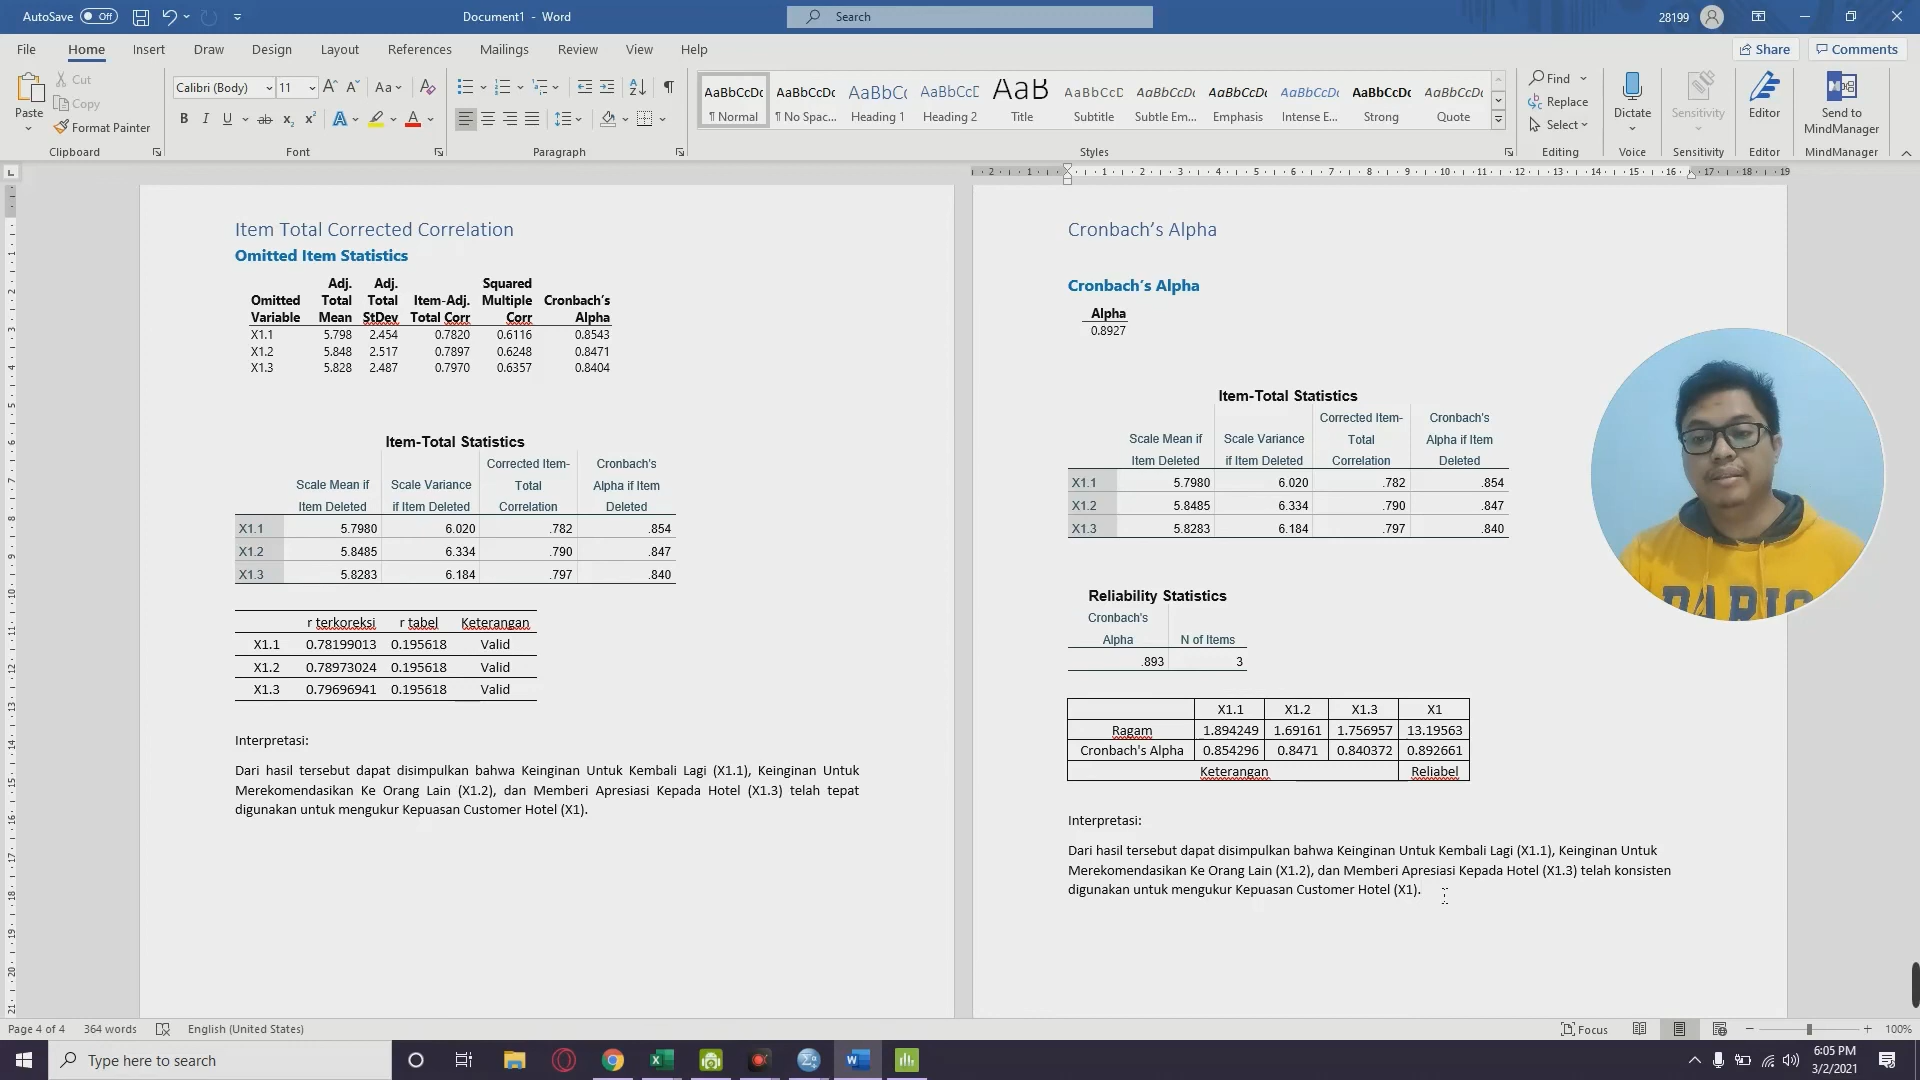 AutoSave Off
Document1 - Word
Search
28199
File Home Insert Draw Design Layout References Mailings Review View Help
Share
Comments
Paste
Cut
Copy
Format Painter
Calibri (Body) 11
AaBbCcDc AaBbCcDc AaBbCc AaBbCcD AaB AaBbCcD AaBbCcDc AaBbCcDc AaBbCcDc AaBbCcDc AaBbCcDc
¶ Normal ¶ No Spac... Heading 1 Heading 2 Title Subtitle Subtle Em... Emphasis Intense E... Strong Quote
Find
Replace
Select
Dictate
Sensitivity
Editor
Send to
MindManager
Clipboard Font Paragraph Styles Editing Voice Sensitivity Editor MindManager
Item Total Corrected Correlation
Omitted Item Statistics
Adj. Adj. Squared
Omitted Total Total Item-Adj. Multiple Cronbach's
Variable Mean StDev Total Corr Corr Alpha
X1.1 5.798 2.454 0.7820 0.6116 0.8543
X1.2 5.848 2.517 0.7897 0.6248 0.8471
X1.3 5.828 2.487 0.7970 0.6357 0.8404
Item-Total Statistics
Corrected Item- Cronbach's
Scale Mean if Scale Variance Total Alpha if Item
Item Deleted if Item Deleted Correlation Deleted
X1.1 5.7980 6.020 .782 .854
X1.2 5.8485 6.334 .790 .847
X1.3 5.8283 6.184 .797 .840
r terkoreksi r tabel Keterangan
X1.1 0.78199013 0.195618 Valid
X1.2 0.78973024 0.195618 Valid
X1.3 0.79696941 0.195618 Valid
Interpretasi:
Dari hasil tersebut dapat disimpulkan bahwa Keinginan Untuk Kembali Lagi (X1.1), Keinginan Untuk
Merekomendasikan Ke Orang Lain (X1.2), dan Memberi Apresiasi Kepada Hotel (X1.3) telah tepat
digunakan untuk mengukur Kepuasan Customer Hotel (X1).
Cronbach's Alpha
Cronbach's Alpha
Alpha
0.8927
Item-Total Statistics
Corrected Item- Cronbach's
Scale Mean if Scale Variance Total Alpha if Item
Item Deleted if Item Deleted Correlation Deleted
X1.1 5.7980 6.020 .782 .854
X1.2 5.8485 6.334 .790 .847
X1.3 5.8283 6.184 .797 .840
Reliability Statistics
Cronbach's
Alpha N of Items
.893 3
X1.1 X1.2 X1.3 X1
Ragam 1.894249 1.69161 1.756957 13.19563
Cronbach's Alpha 0.854296 0.8471 0.840372 0.892661
Keterangan Reliabel
Interpretasi:
Dari hasil tersebut dapat disimpulkan bahwa Keinginan Untuk Kembali Lagi (X1.1), Keinginan Untuk
Merekomendasikan Ke Orang Lain (X1.2), dan Memberi Apresiasi Kepada Hotel (X1.3) telah konsisten
digunakan untuk mengukur Kepuasan Customer Hotel (X1).
Page 4 of 4 364 words English (United States)
Focus
100%
Type here to search
6:05 PM
3/2/2021